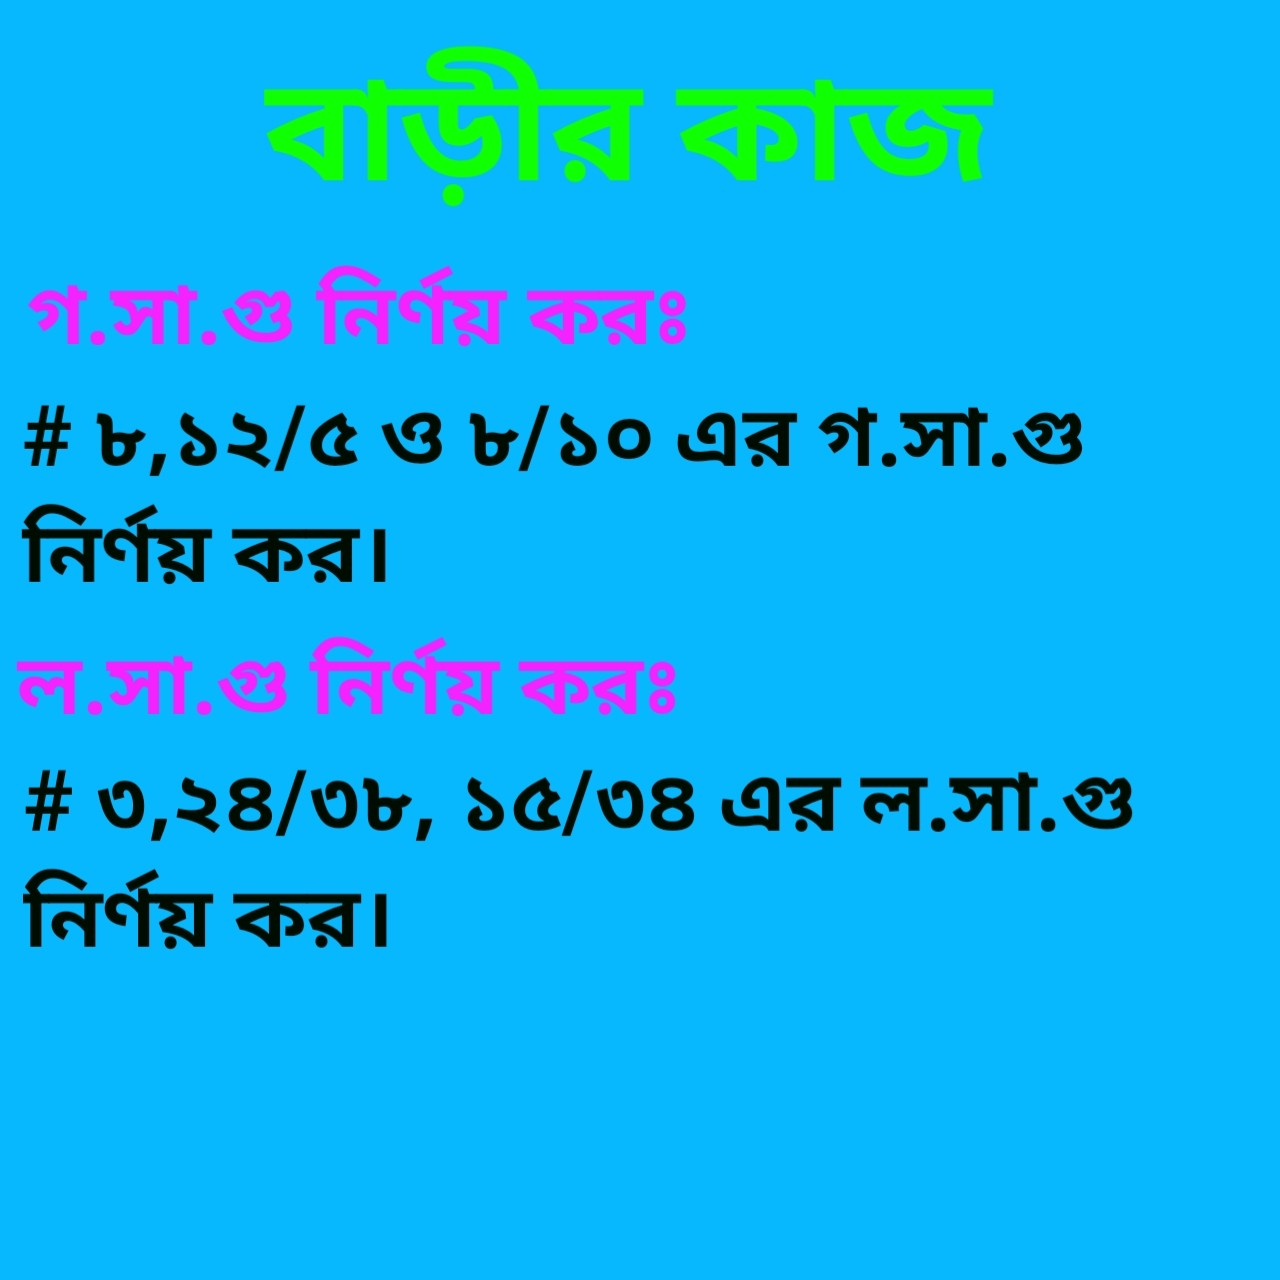 বাড়ীর কাজ
গ.সা.গু নির্ণয় করঃ
# ৮,১২/৫ ও ৮/১০ এর গ.সা.গু
নির্ণয় কর।
ল.সা.গু নির্ণয় করঃ
# ৩,২৪/৩৮, ১৫/৩৪ এর ল.সা.গু
নির্ণয় কর।